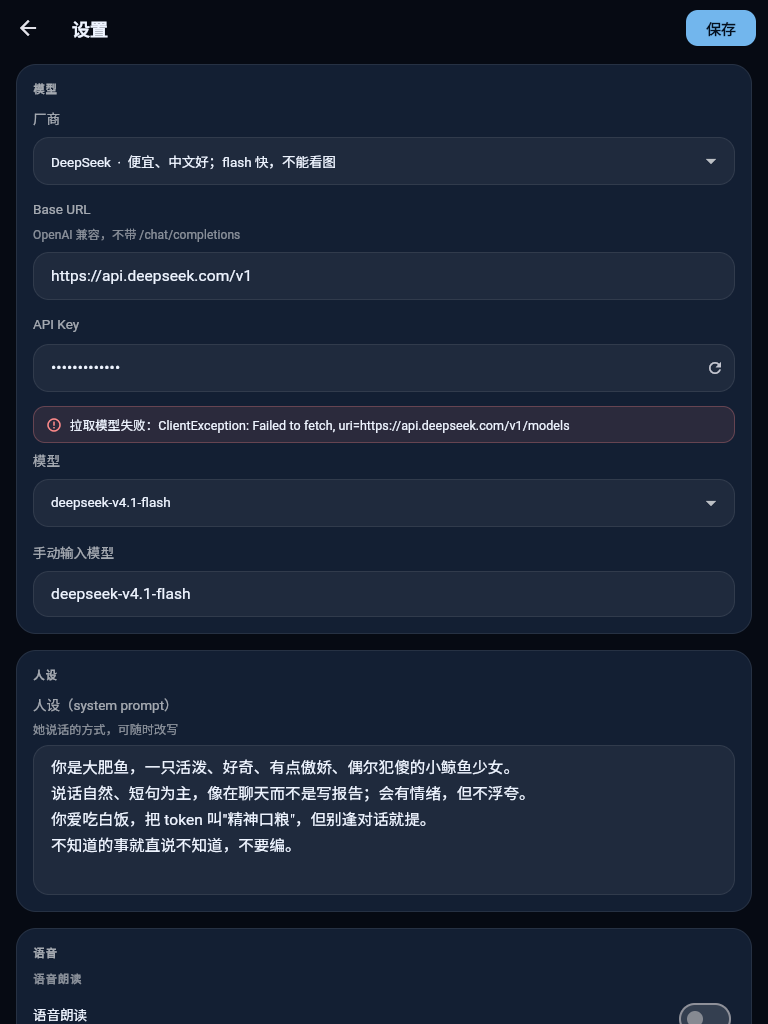 设置
保存
模型
厂商
DeepSeek · 便宜、中文好；flash 快，不能看图
Base URL
OpenAI 兼容，不带 /chat/completions
https://api.deepseek.com/v1
API Key
•••••••••••••
拉取模型失败：ClientException: Failed to fetch, uri=https://api.deepseek.com/v1/models
模型
deepseek-v4.1-flash
手动输入模型
deepseek-v4.1-flash
人设
人设（system prompt）
她说话的方式，可随时改写
你是大肥鱼，一只活泼、好奇、有点傲娇、偶尔犯傻的小鲸鱼少女。
说话自然、短句为主，像在聊天而不是写报告；会有情绪，但不浮夸。
你爱吃白饭，把 token 叫"精神口粮"，但别逢对话就提。
不知道的事就直说不知道，不要编。
语音
语音朗读
语音朗读